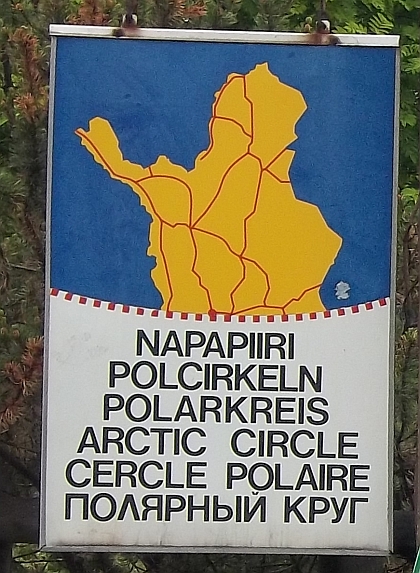 NAPAPIIRI
POLCIRKELN
POLARKREIS
ARCTIC CIRCLE
CERCLE POLAIRE
ПОЛЯРНЫЙ КРУГ